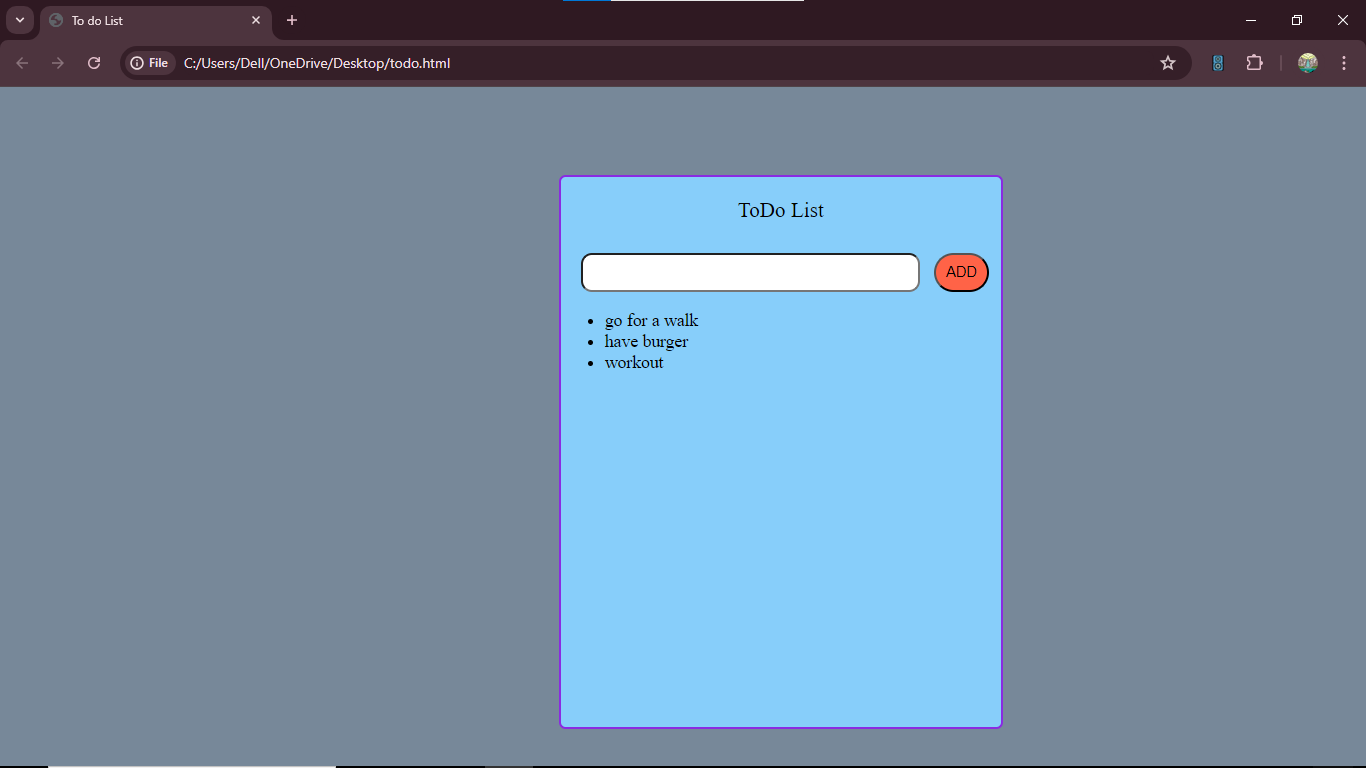 To do List
File
C:/Users/Dell/OneDrive/Desktop/todo.html
ToDo List
ADD
go for a walk
have burger
workout